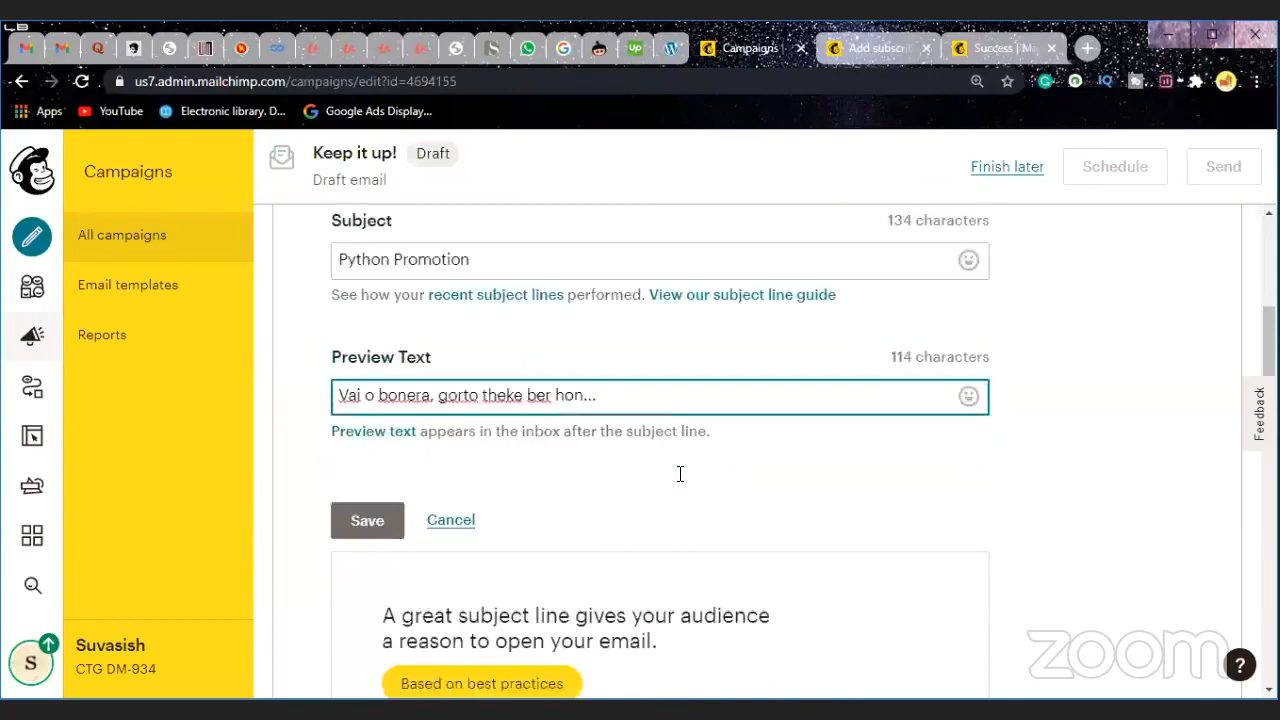 Campaigns
Add subscri
Success | Ma
us7.admin.mailchimp.com/campaigns/edit?id=4694155
Apps
YouTube
Electronic library. D...
Google Ads Display...
Campaigns
Keep it up!
Draft
Draft email
Finish later
Schedule
Send
All campaigns
Email templates
Reports
Subject
134 characters
Python Promotion
See how your recent subject lines performed. View our subject line guide
Preview Text
114 characters
Vai o bonera, gorto theke ber hon...
Preview text appears in the inbox after the subject line.
Feedback
Save
Cancel
A great subject line gives your audience
a reason to open your email.
Based on best practices
Suvasish
CTG DM-934
S
zoom
?